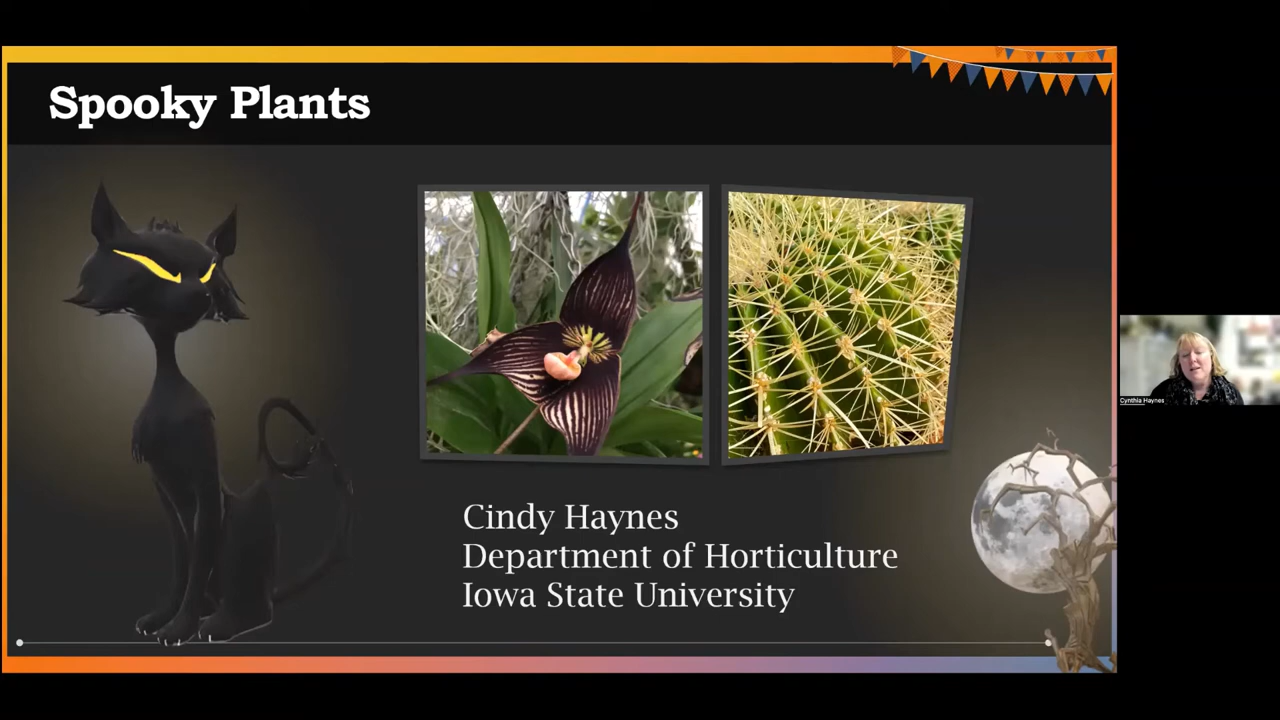 Spooky Plants
Cindy Haynes
Department of Horticulture
Iowa State University
Cynthia Haynes